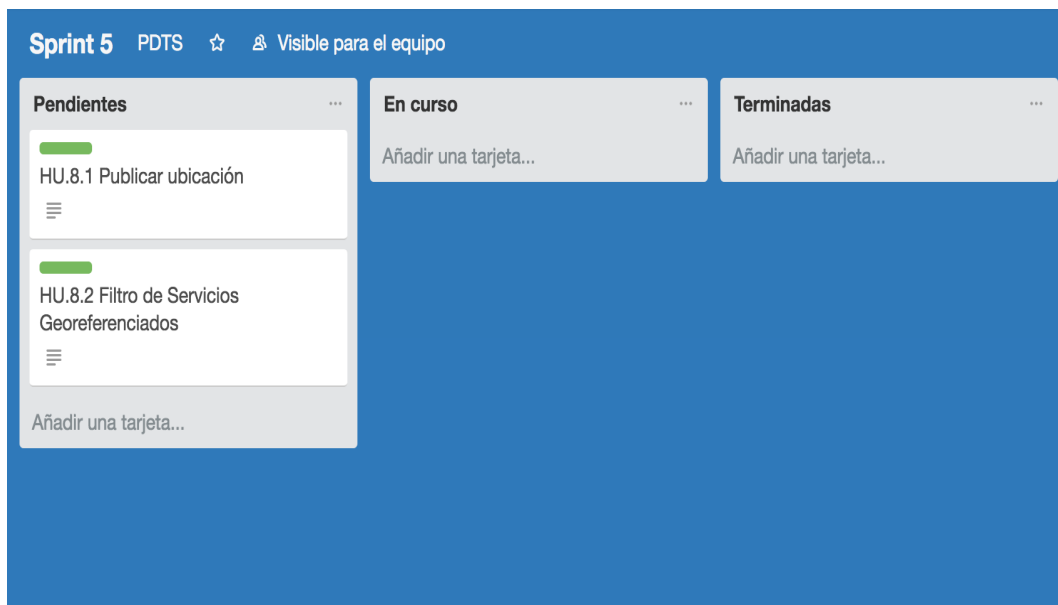 Sprint 5 PDTS Visible para el equipo
Pendientes
HU.8.1 Publicar ubicación
HU.8.2 Filtro de Servicios
Georeferenciados
Añadir una tarjeta...
En curso
Añadir una tarjeta...
Terminadas
Añadir una tarjeta...